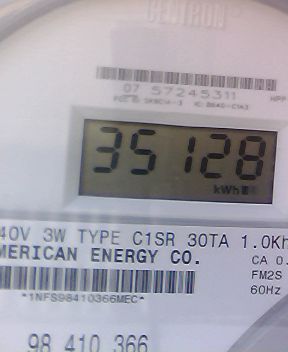 CENTRON
07 57245311
35128
kWh
40V 3W TYPE C1SR 30TA 1.0Kh
MERICAN ENERGY CO.
CA 0.
FM2S
60Hz
*1NFS98410366MEC*
98 410 366